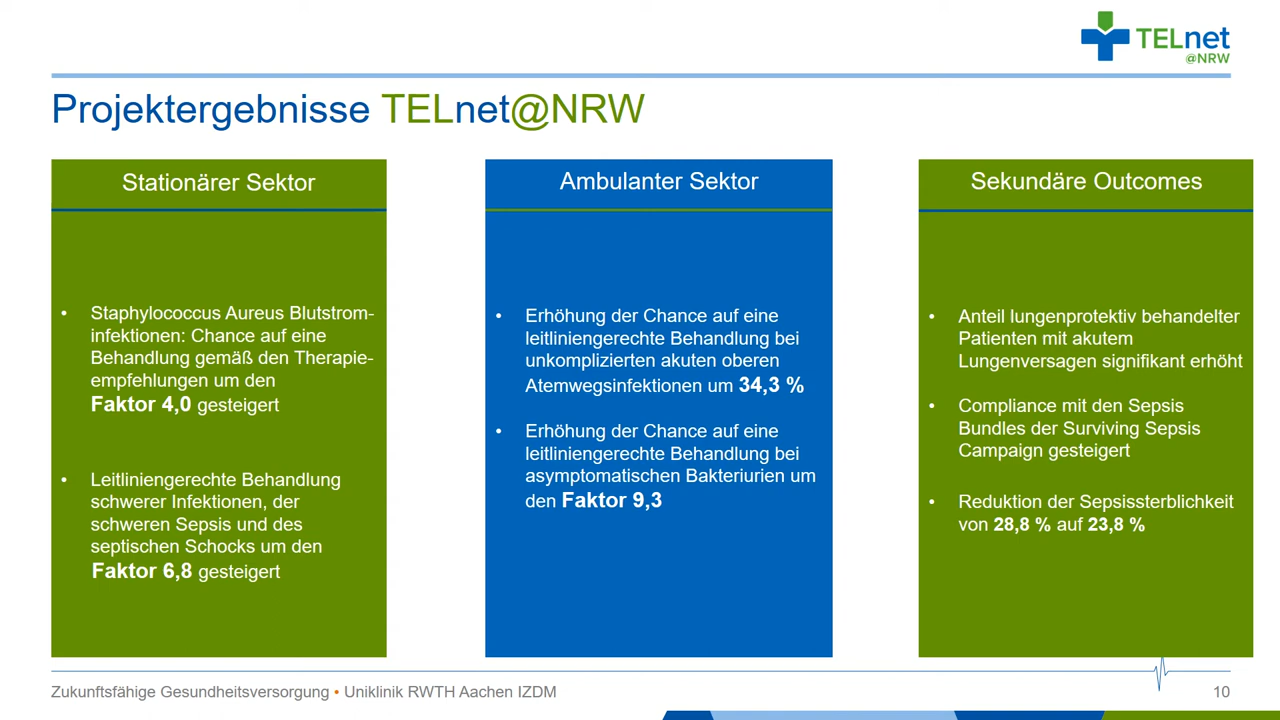 TELnet
@NRW
Projektergebnisse TELnet@NRW
Stationärer Sektor
• Staphylococcus Aureus Blutstrom-
infektionen: Chance auf eine
Behandlung gemäß den Therapie-
empfehlungen um den
Faktor 4,0 gesteigert
• Leitliniengerechte Behandlung
schwerer Infektionen, der
schweren Sepsis und des
septischen Schocks um den
Faktor 6,8 gesteigert
Ambulanter Sektor
• Erhöhung der Chance auf eine
leitliniengerechte Behandlung bei
unkomplizierten akuten oberen
Atemwegsinfektionen um 34,3 %
• Erhöhung der Chance auf eine
leitliniengerechte Behandlung bei
asymptomatischen Bakteriurien um
den Faktor 9,3
Sekundäre Outcomes
• Anteil lungenprotektiv behandelter
Patienten mit akutem
Lungenversagen signifikant erhöht
• Compliance mit den Sepsis
Bundles der Surviving Sepsis
Campaign gesteigert
• Reduktion der Sepsissterblichkeit
von 28,8 % auf 23,8 %
Zukunftsfähige Gesundheitsversorgung • Uniklinik RWTH Aachen IZDM
10